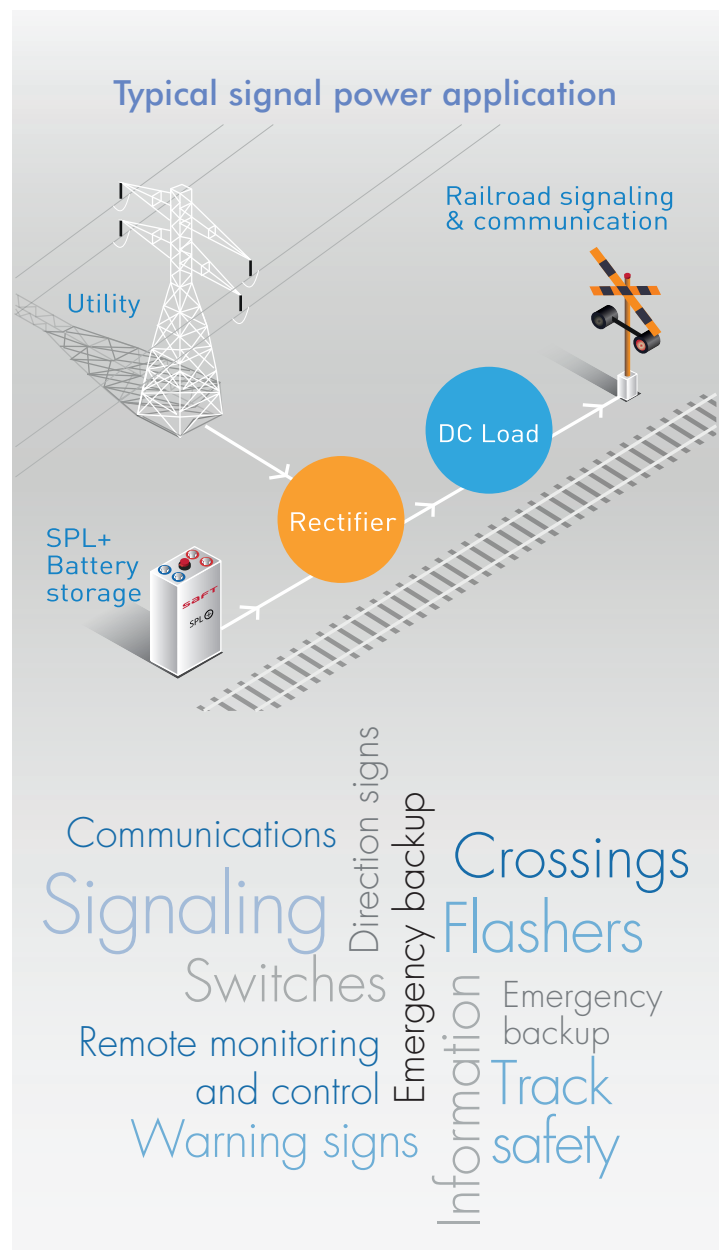 Typical signal power application
Railroad signaling
& communication
Utility
DC Load
Rectifier
SPL+
Battery
storage
saft
SPL+
Direction signs
Emergency backup
Communications
Crossings
Signaling
Flashers
Switches
Information
Emergency
backup
Remote monitoring
and control
Track
safety
Warning signs